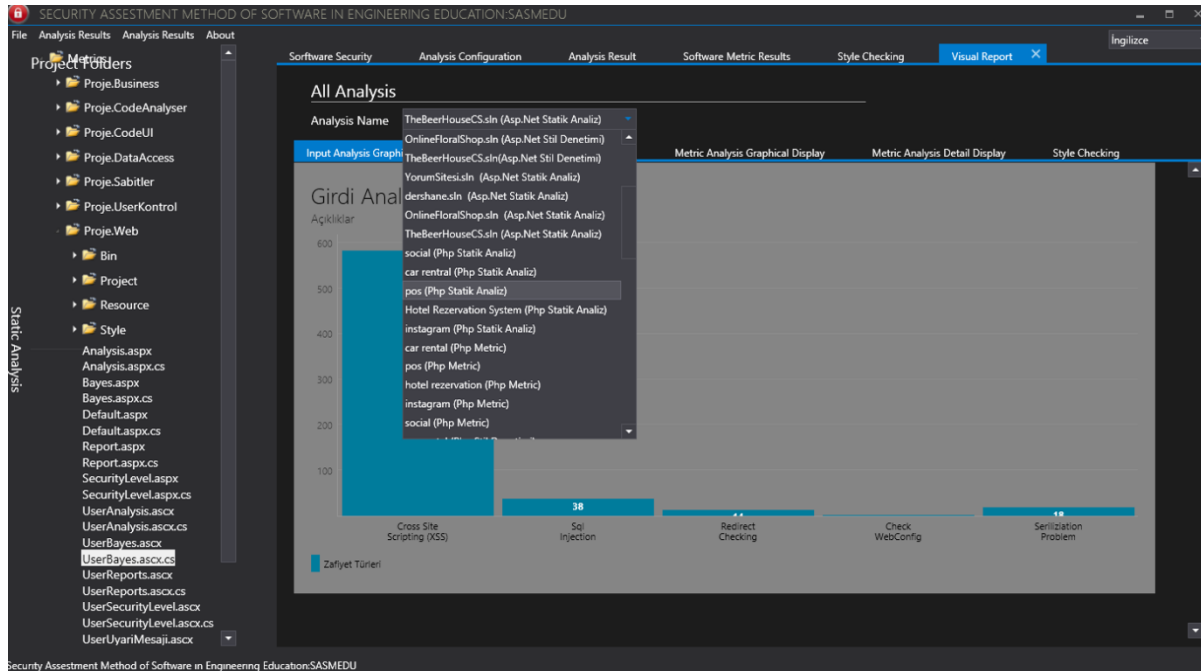 SECURITY ASSESTMENT METHOD OF SOFTWARE IN ENGINEERING EDUCATION:SASMEDU
File Analysis Results Analysis Results About
İngilizce
Metrics
Project Folders
Proje.Business
Proje.CodeAnalyser
Proje.CodeUI
Proje.DataAccess
Proje.Sabitler
Proje.UserKontrol
Proje.Web
Bin
Project
Resource
Style
Analysis.aspx
Analysis.aspx.cs
Bayes.aspx
Bayes.aspx.cs
Default.aspx
Default.aspx.cs
Report.aspx
Report.aspx.cs
SecurityLevel.aspx
SecurityLevel.aspx.cs
UserAnalysis.ascx
UserAnalysis.ascx.cs
UserBayes.ascx
UserBayes.ascx.cs
UserReports.ascx
UserReports.ascx.cs
UserSecurityLevel.ascx
UserSecurityLevel.ascx.cs
UserUyariMesaji.ascx
Static Analysis
Software Security Analysis Configuration Analysis Result Software Metric Results Style Checking Visual Report
All Analysis
Analysis Name TheBeerHouseCS.sln (Asp.Net Statik Analiz)
OnlineFloralShop.sln (Asp.Net Stil Denetimi)
TheBeerHouseCS.sln(Asp.Net Stil Denetimi)
YorumSitesi.sln (Asp.Net Statik Analiz)
dershane.sln (Asp.Net Statik Analiz)
OnlineFloralShop.sln (Asp.Net Statik Analiz)
TheBeerHouseCS.sln (Asp.Net Statik Analiz)
social (Php Statik Analiz)
car rentral (Php Statik Analiz)
pos (Php Statik Analiz)
Hotel Rezervation System (Php Statik Analiz)
instagram (Php Statik Analiz)
car rental (Php Metric)
pos (Php Metric)
hotel rezervation (Php Metric)
instagram (Php Metric)
social (Php Metric)
Input Analysis Graphi Metric Analysis Graphical Display Metric Analysis Detail Display Style Checking
Girdi Anal
Açıklıklar
600
500
400
300
200
100
38
18
Cross Site
Scripting (XSS)
Sql
Injection
Redirect
Checking
Check
WebConfig
Seriliziation
Problem
Zafiyet Türleri
Security Assestment Method of Software in Engineering Education:SASMEDU